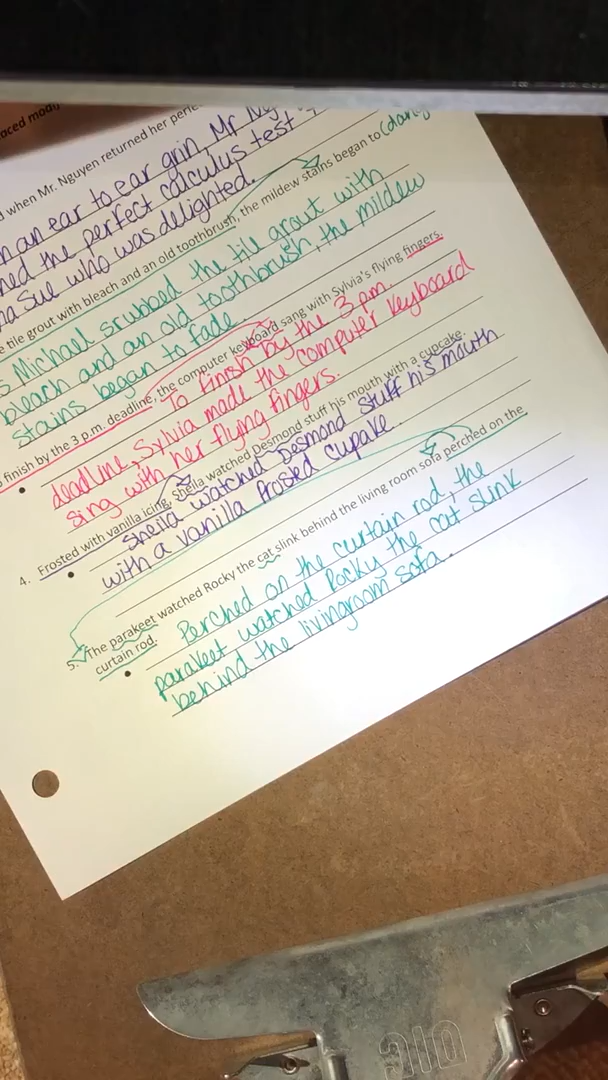 aced modi
d when Mr. Nguyen returned her perfe
n an ear to ear grin, Mr Ng
ned the perfect calculus test
na sue who was delighted.
e tile grout with bleach and an old toothbrush, the mildew stains began to (dang
s Michael srubbed the tile grout with
bleach and an old toothbrush, the mildew
stains began to fade.
o finish by the 3 p.m. deadline, the computer keyboard sang with Sylvia's flying fingers.
To finish by the 3 p.m.
deadline, Sylvia made the computer keyboard
sing with her flying fingers.
4. Frosted with vanilla icing, Sheila watched Desmond stuff his mouth with a cupcake.
Sheila watched Desmond stuff his mouth
with a vanilla frosted cupake.
5. The parakeet watched Rocky the cat slink behind the living room sofa perched on the
curtain rod.
Perched on the curtain rod, the
parakeet watched Rocky the cat slink
behind the livingroom sofa.